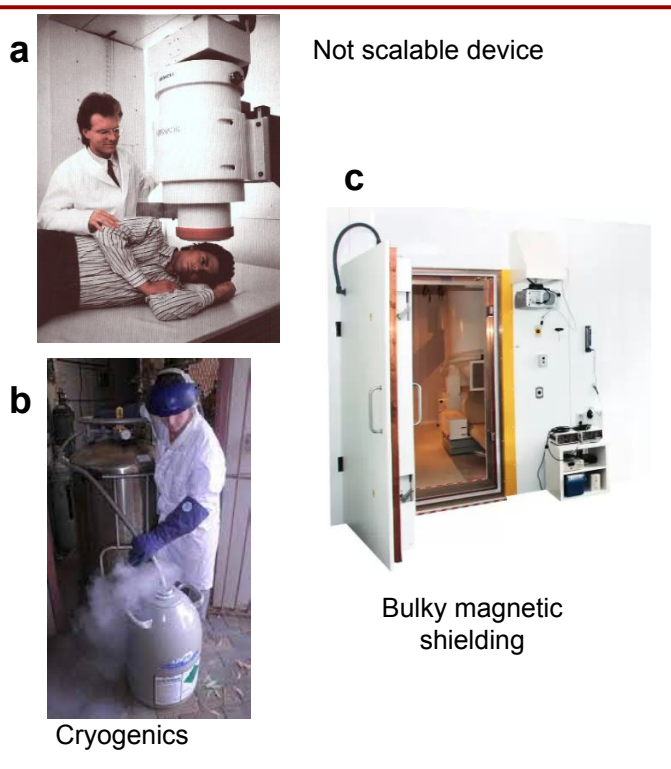 a
Not scalable device
c
b
Bulky magnetic
shielding
Cryogenics